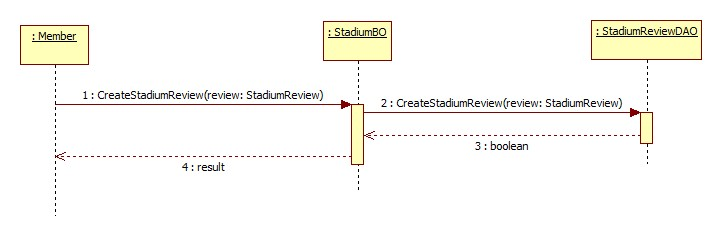 : Member
: StadiumBO
: StadiumReviewDAO
1 : CreateStadiumReview(review: StadiumReview)
2 : CreateStadiumReview(review: StadiumReview)
3 : boolean
4 : result